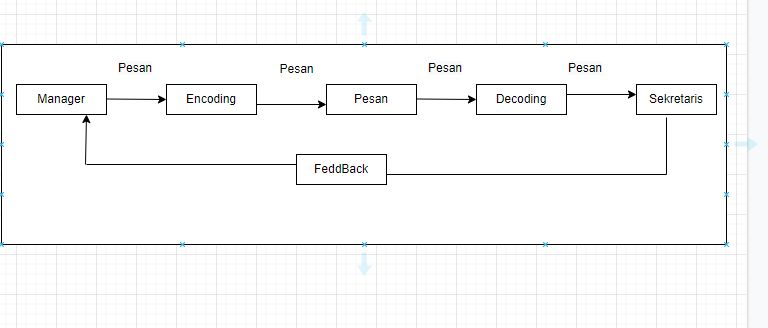 Pesan
Pesan
Pesan
Pesan
Manager
Encoding
Pesan
Decoding
Sekretaris
FeddBack